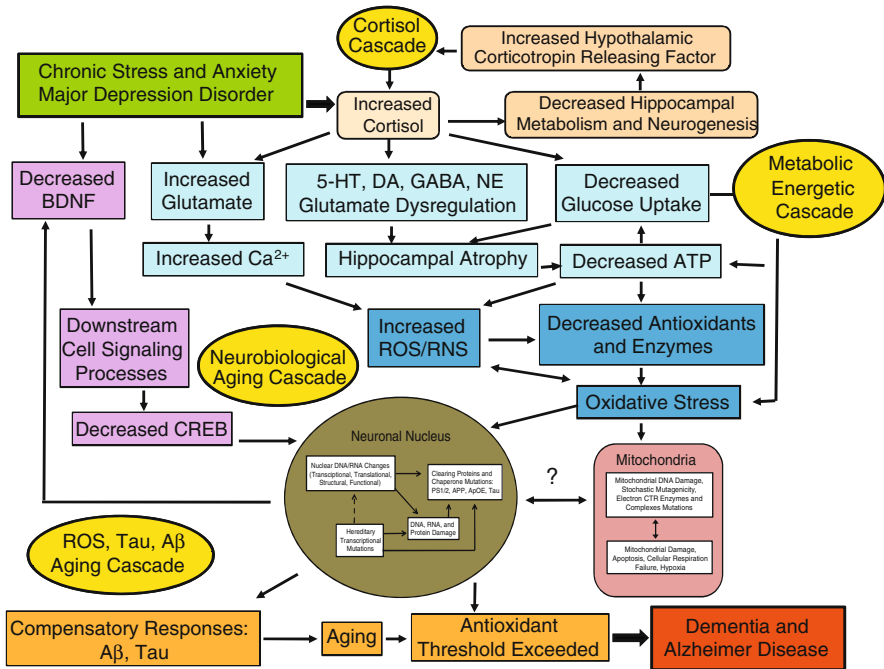 Cortisol
Cascade
Increased Hypothalamic
Corticotropin Releasing Factor
Chronic Stress and Anxiety
Major Depression Disorder
Increased
Cortisol
Decreased Hippocampal
Metabolism and Neurogenesis
Decreased
BDNF
Increased
Glutamate
5-HT, DA, GABA, NE
Glutamate Dysregulation
Decreased
Glucose Uptake
Metabolic
Energetic
Cascade
Increased Ca²⁺
Hippocampal Atrophy
Decreased ATP
Downstream
Cell Signaling
Processes
Neurobiological
Aging Cascade
Increased
ROS/RNS
Decreased Antioxidants
and Enzymes
Decreased CREB
Oxidative Stress
Neuronal Nucleus
Nuclear DNA/RNA Changes
(Transcipional, Translational,
Structural, Functional)
Clearing Proteins and
Chaperone Mutations:
PS1/2, APP, ApOE, Tau
Hereditary
Transcriptional
Mutations
DNA, RNA, and
Protein Damage
?
Mitochondria
Mitochondrial DNA Damage,
Stochastic Mutagenicity,
Electron CTR Enzymes and
Complexes Mutations
Mitochondrial Damage,
Apoptosis, Cellular Respiration
Failure, Hypoxia
ROS, Tau, Aβ
Aging Cascade
Compensatory Responses:
Aβ, Tau
Aging
Antioxidant
Threshold Exceeded
Dementia and
Alzheimer Disease